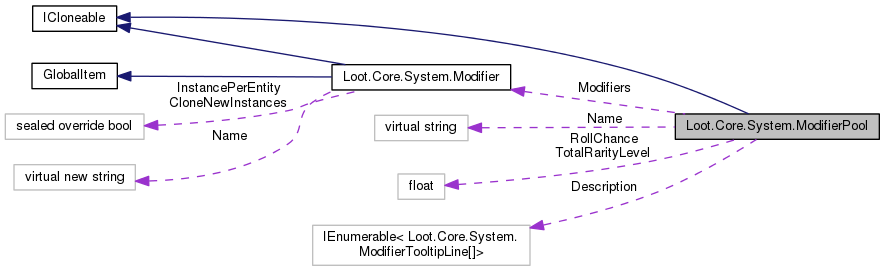 ICloneable
GlobalItem
Loot.Core.System.Modifier
InstancePerEntity
CloneNewInstances
sealed override bool
Name
virtual new string
Modifiers
Name
virtual string
Loot.Core.System.ModifierPool
RollChance
TotalRarityLevel
float
Description
IEnumerable< Loot.Core.System.
ModifierTooltipLine[]>